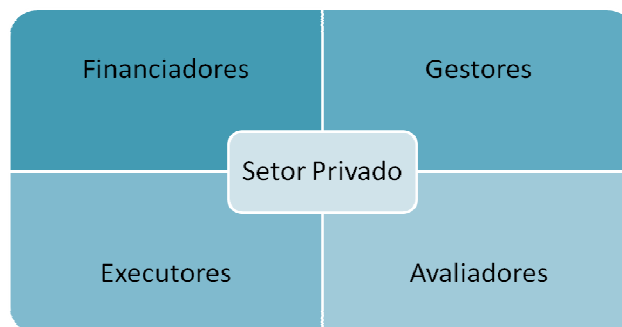 Financiadores
Gestores
Setor Privado
Executores
Avaliadores